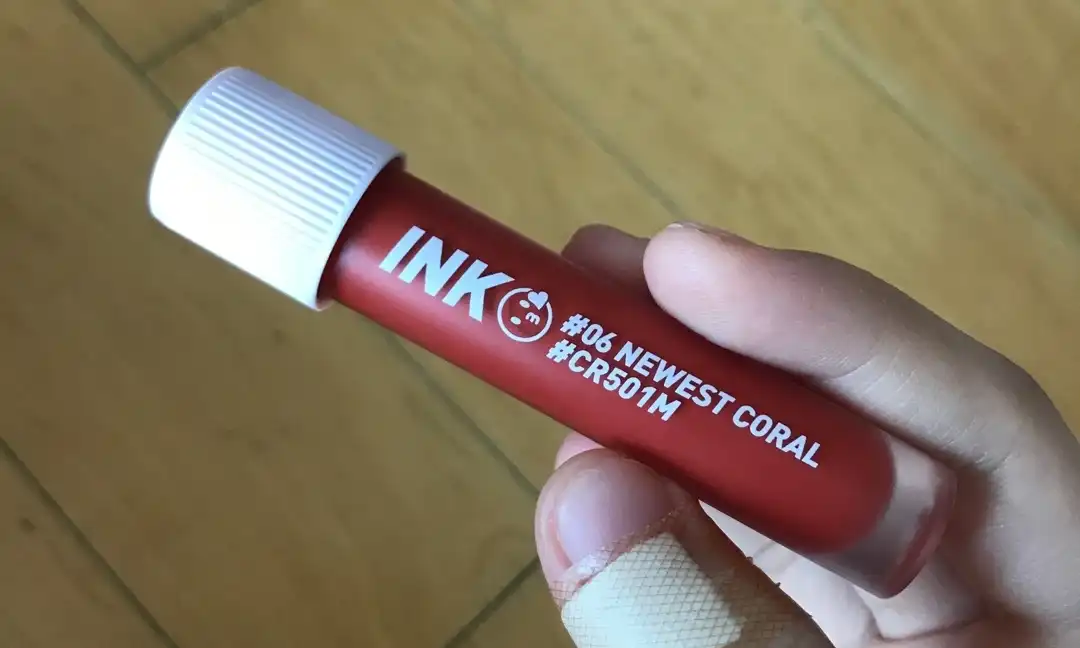 INK
#06 NEWEST CORAL
#CR501M